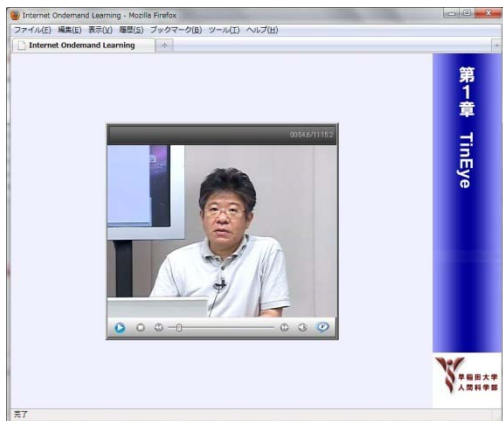 Internet Ondemand Learning - Mozilla Firefox
ファイル(F) 編集(E) 表示(V) 履歴(S) ブックマーク(B) ツール(T) ヘルプ(H)
Internet Ondemand Learning
第1章 TinEye
早稲田大学
人間科学部
完了